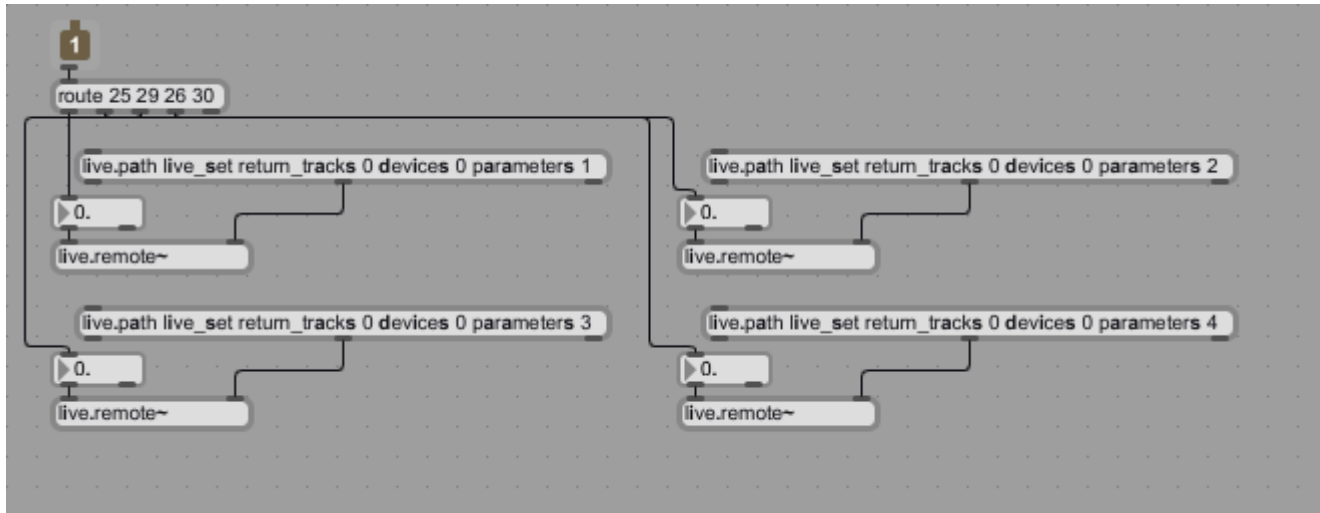 1
route 25 29 26 30
live.path live_set return_tracks 0 devices 0 parameters 1
live.path live_set return_tracks 0 devices 0 parameters 2
0.
0.
live.remote~
live.remote~
live.path live_set return_tracks 0 devices 0 parameters 3
live.path live_set return_tracks 0 devices 0 parameters 4
0.
0.
live.remote~
live.remote~